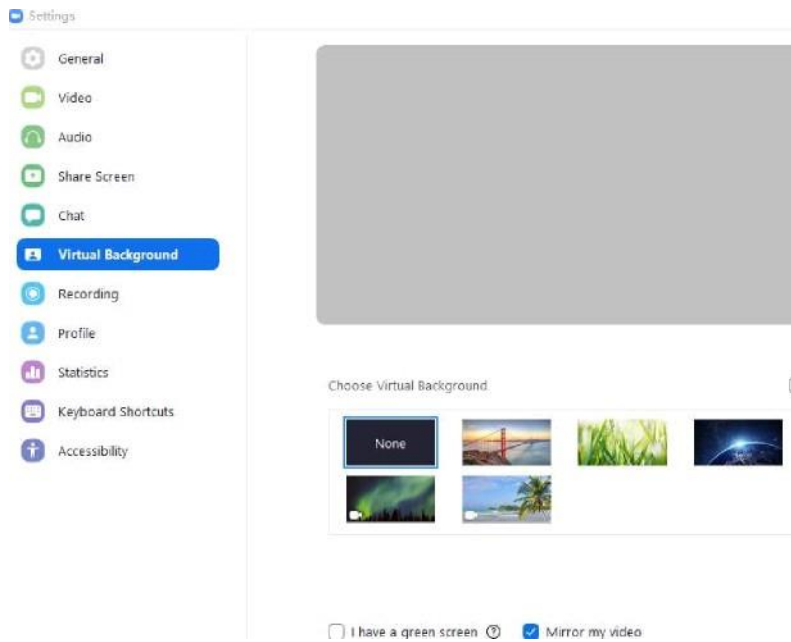 Settings
General
Video
Audio
Share Screen
Chat
Virtual Background
Recording
Profile
Statistics
Keyboard Shortcuts
Accessibility
Choose Virtual Background
None
I have a green screen
Mirror my video